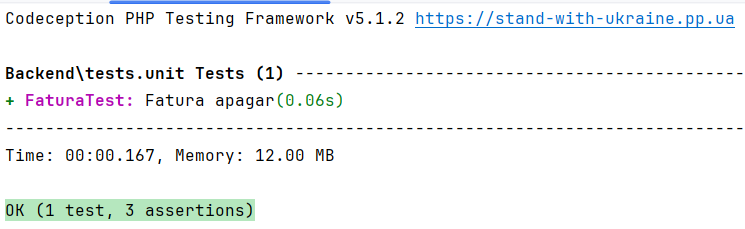 Codeception PHP Testing Framework v5.1.2 https://stand-with-ukraine.pp.ua
Backend\tests.unit Tests (1) ---------------------------------------------
+ FaturaTest: Fatura apagar(0.06s)
--------------------------------------------------------------------------
Time: 00:00.167, Memory: 12.00 MB
OK (1 test, 3 assertions)